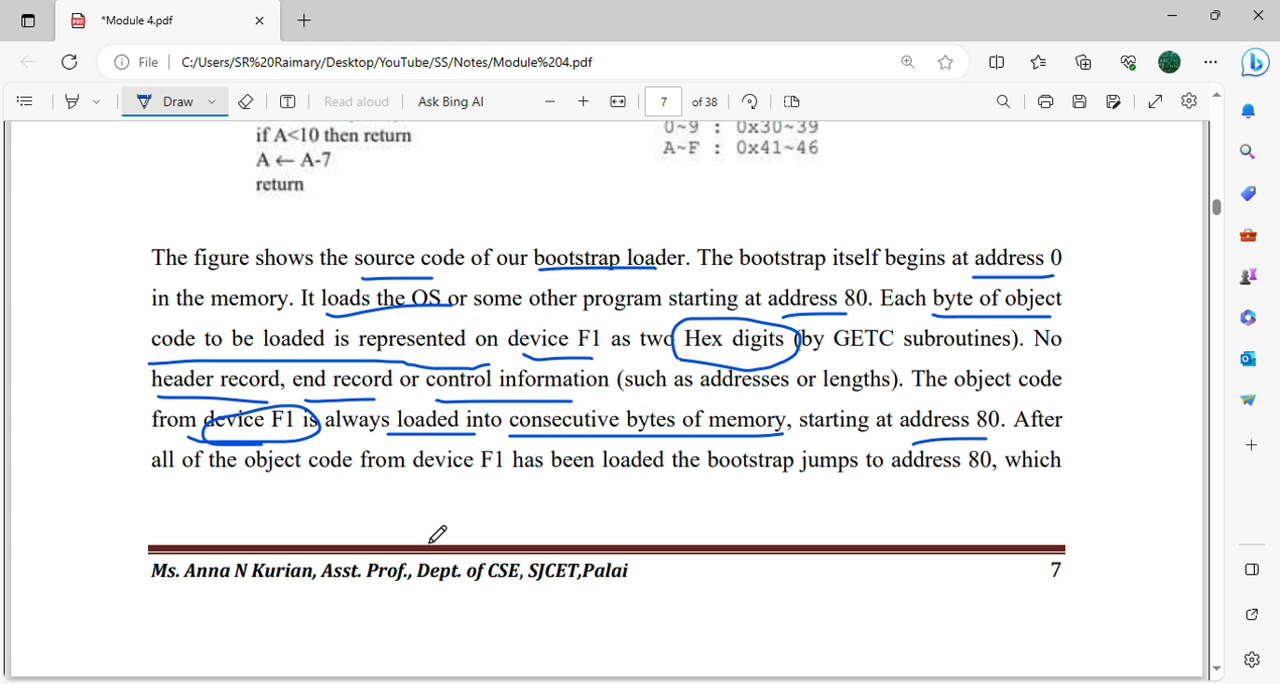 *Module 4.pdf
File
C:/Users/SR%20Raimary/Desktop/YouTube/SS/Notes/Module%204.pdf
Draw
Read aloud
Ask Bing AI
7
of 38
if A<10 then return
0~9 : 0x30~39
A ← A-7
A~F : 0x41~46
return
The figure shows the source code of our bootstrap loader. The bootstrap itself begins at address 0
in the memory. It loads the OS or some other program starting at address 80. Each byte of object
code to be loaded is represented on device F1 as two Hex digits (by GETC subroutines). No
header record, end record or control information (such as addresses or lengths). The object code
from device F1 is always loaded into consecutive bytes of memory, starting at address 80. After
all of the object code from device F1 has been loaded the bootstrap jumps to address 80, which
Ms. Anna N Kurian, Asst. Prof., Dept. of CSE, SJCET,Palai
7